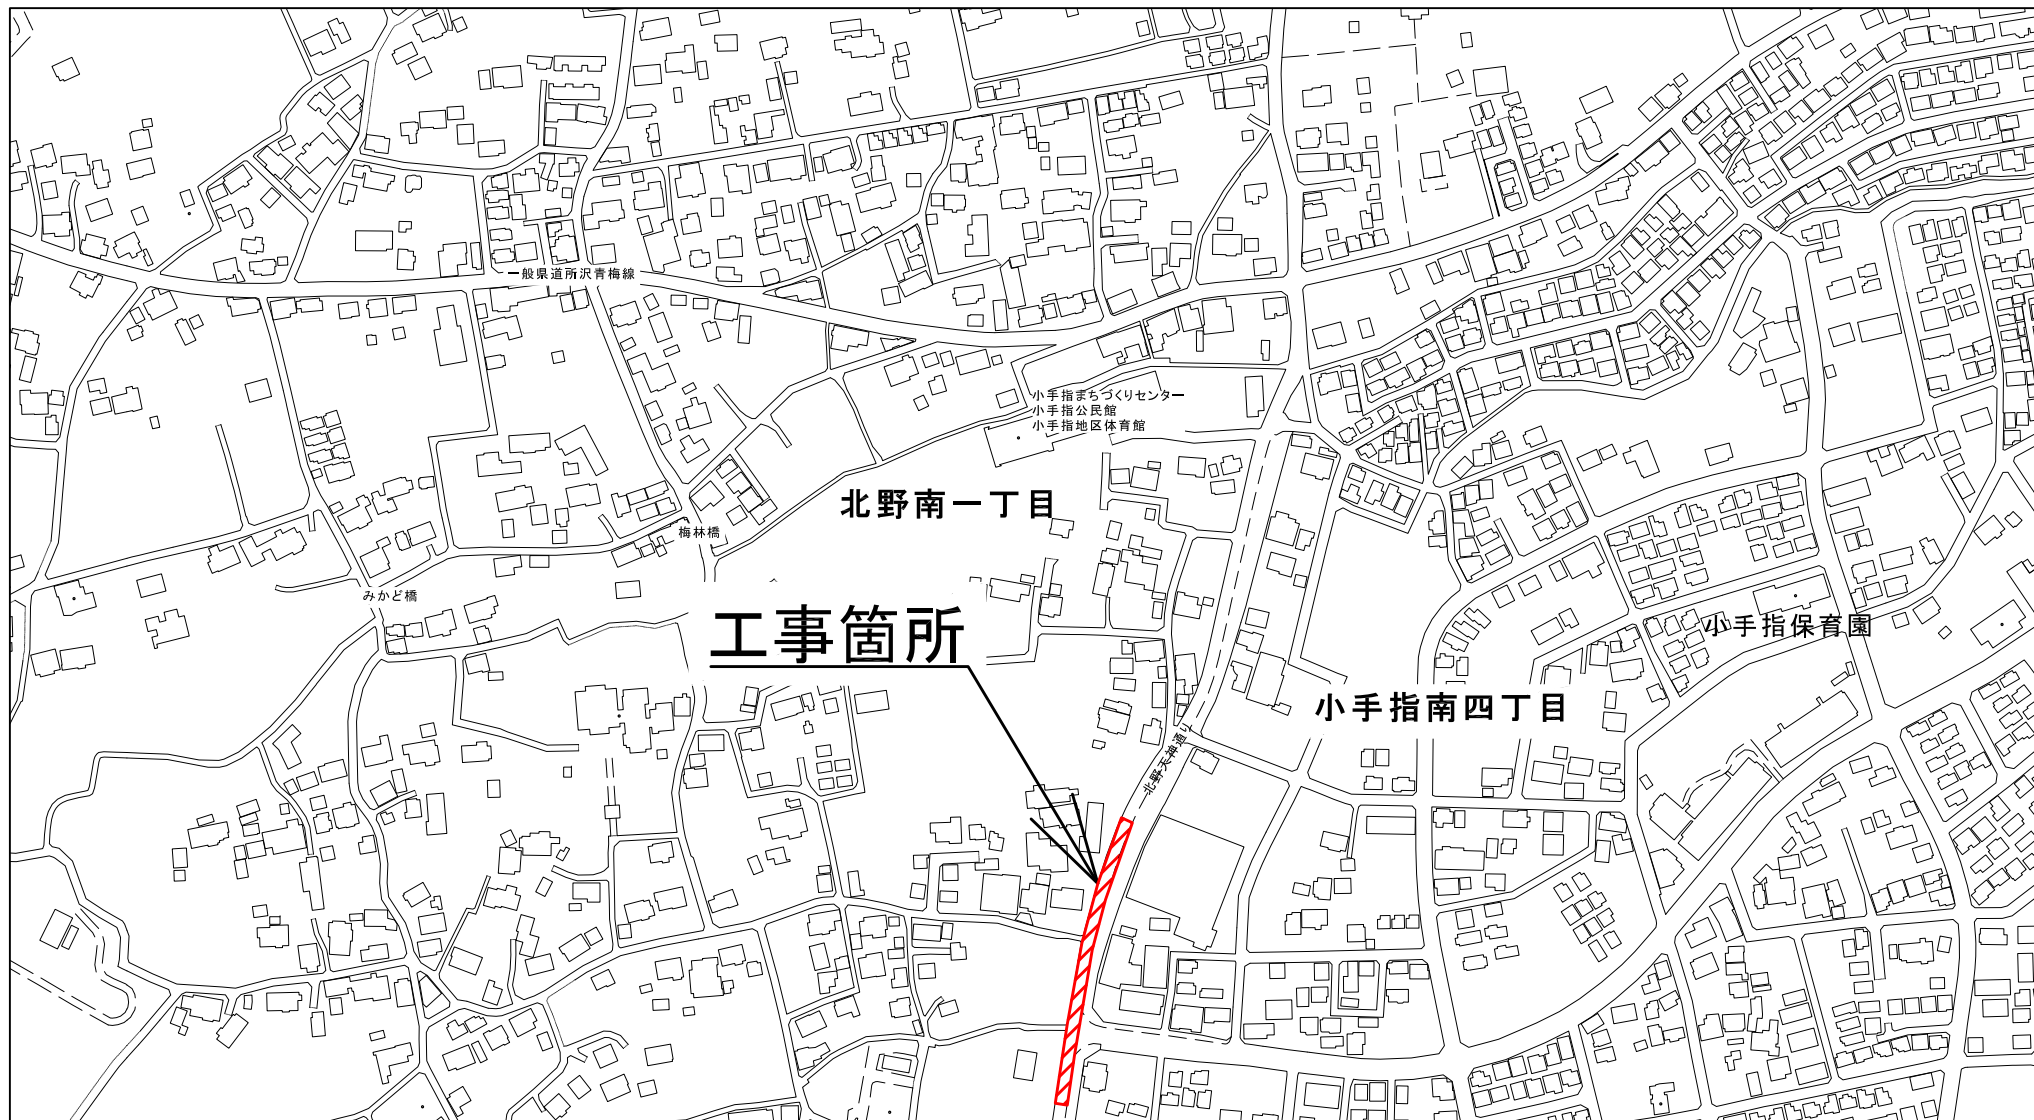 一般県道所沢青梅線
小手指まちづくりセンター
小手指公民館
小手指地区体育館
北野南一丁目
梅林橋
みかど橋
工事箇所
小手指保育園
小手指南四丁目
北野天神通り